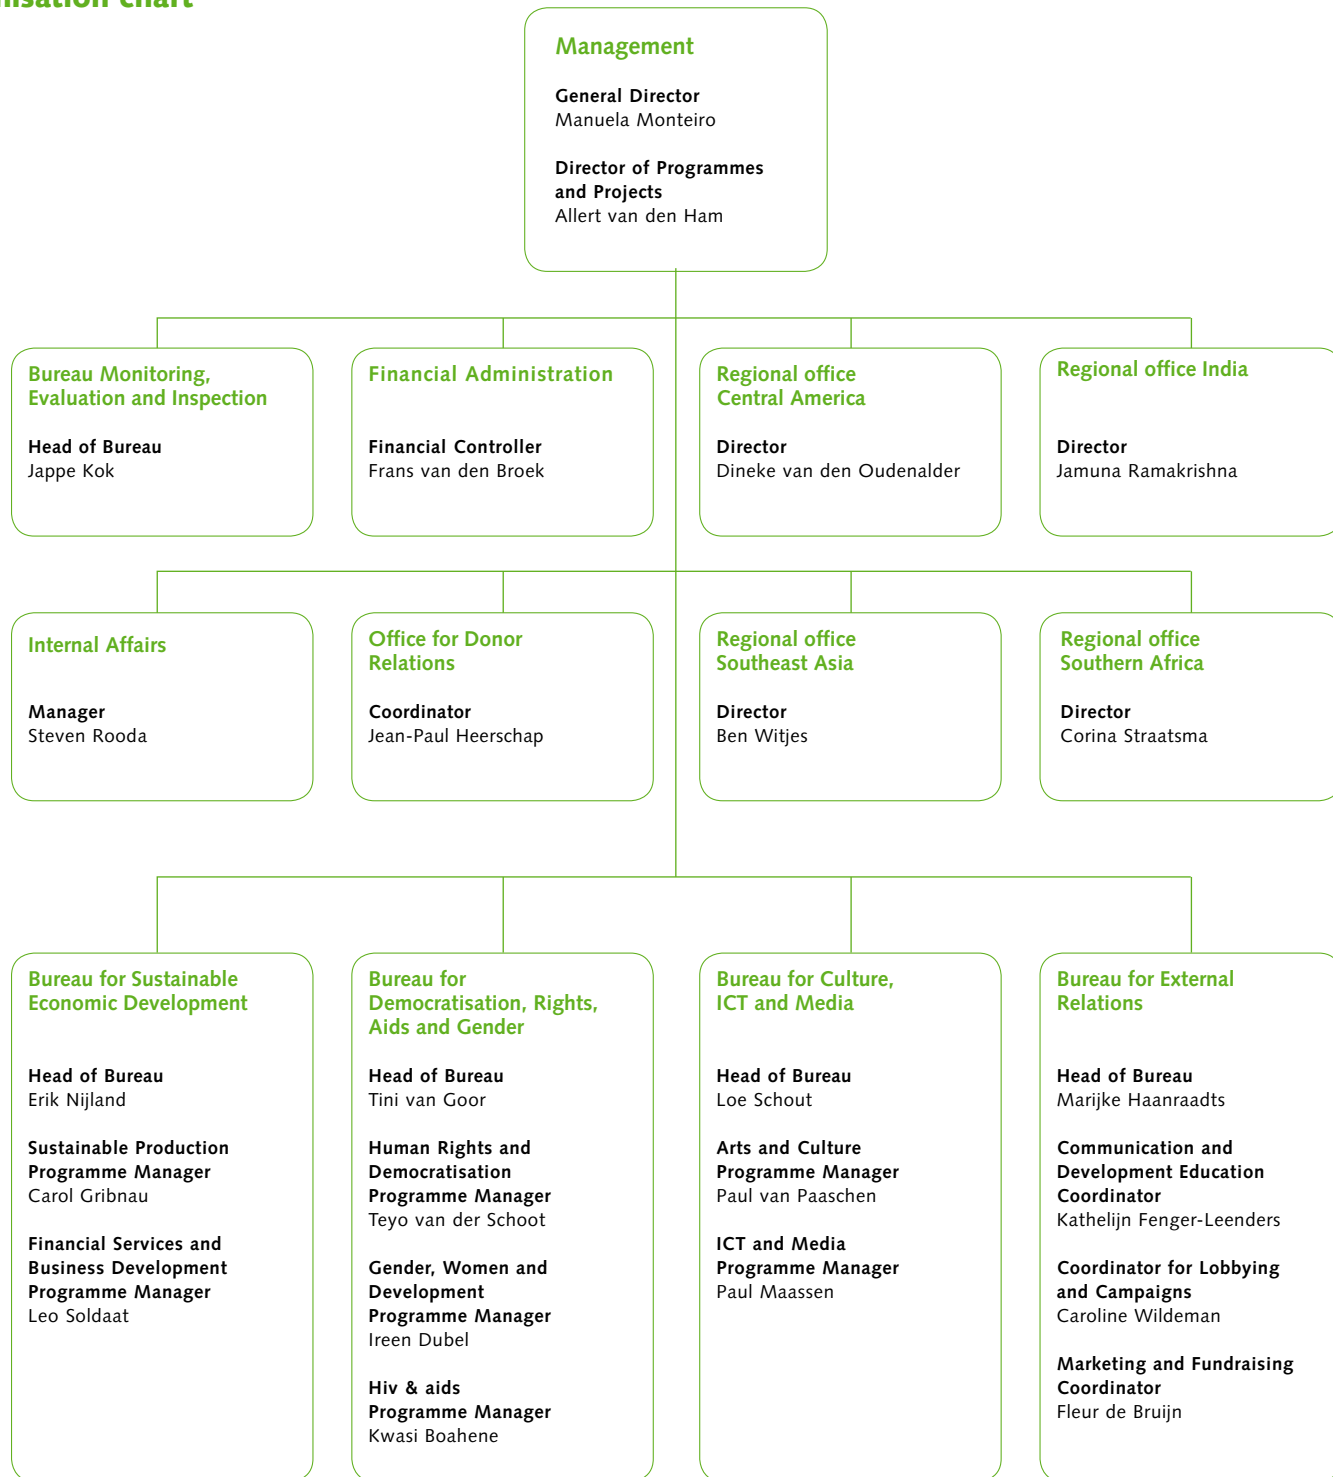 Management
General Director
Manuela Monteiro
Director of Programmes
and Projects
Allert van den Ham
Bureau Monitoring,
Evaluation and Inspection
Head of Bureau
Jappe Kok
Financial Administration
Financial Controller
Frans van den Broek
Regional office
Central America
Director
Dineke van den Oudenalder
Regional office India
Director
Jamuna Ramakrishna
Internal Affairs
Manager
Steven Rooda
Office for Donor
Relations
Coordinator
Jean-Paul Heerschap
Regional office
Southeast Asia
Director
Ben Witjes
Regional office
Southern Africa
Director
Corina Straatsma
Bureau for Sustainable
Economic Development
Head of Bureau
Erik Nijland
Sustainable Production
Programme Manager
Carol Gribnau
Financial Services and
Business Development
Programme Manager
Leo Soldaat
Bureau for
Democratisation, Rights,
Aids and Gender
Head of Bureau
Tini van Goor
Human Rights and
Democratisation
Programme Manager
Teyo van der Schoot
Gender, Women and
Development
Programme Manager
Ireen Dubel
Hiv & aids
Programme Manager
Kwasi Boahene
Bureau for Culture,
ICT and Media
Head of Bureau
Loe Schout
Arts and Culture
Programme Manager
Paul van Paaschen
ICT and Media
Programme Manager
Paul Maassen
Bureau for External
Relations
Head of Bureau
Marijke Haanraadts
Communication and
Development Education
Coordinator
Kathelijn Fenger-Leenders
Coordinator for Lobbying
and Campaigns
Caroline Wildeman
Marketing and Fundraising
Coordinator
Fleur de Bruijn